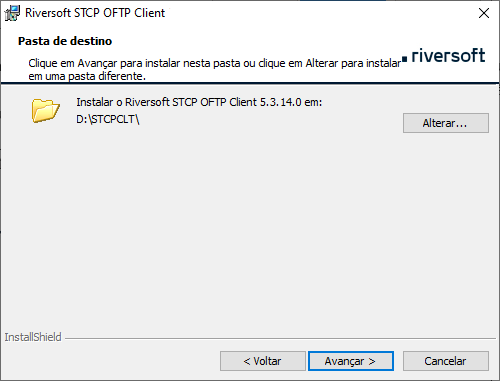 Riversoft STCP OFTP Client
Pasta de destino
Clique em Avançar para instalar nesta pasta ou clique em Alterar para instalar
em uma pasta diferente.
riversoft
Instalar o Riversoft STCP OFTP Client 5.3.14.0 em:
D:\STCPCLT\
Alterar...
InstallShield
< Voltar
Avançar >
Cancelar